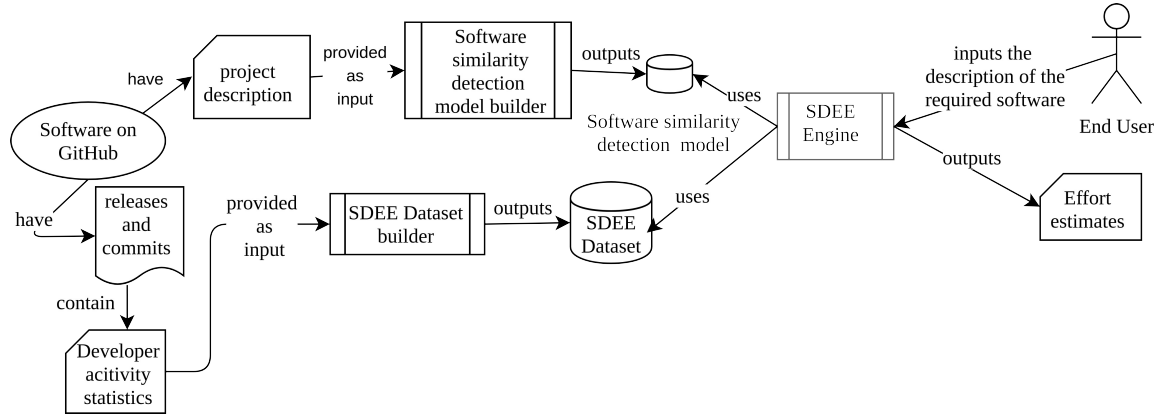 Software on
GitHub
have
project
description
provided
as
input
Software
similarity
detection
model builder
outputs
Software similarity
detection model
uses
SDEE
Engine
inputs the
description of the
required software
End User
outputs
Effort
estimates
have
releases
and
commits
contain
Developer
acitivity
statistics
provided
as
input
SDEE Dataset
builder
outputs
SDEE
Dataset
uses